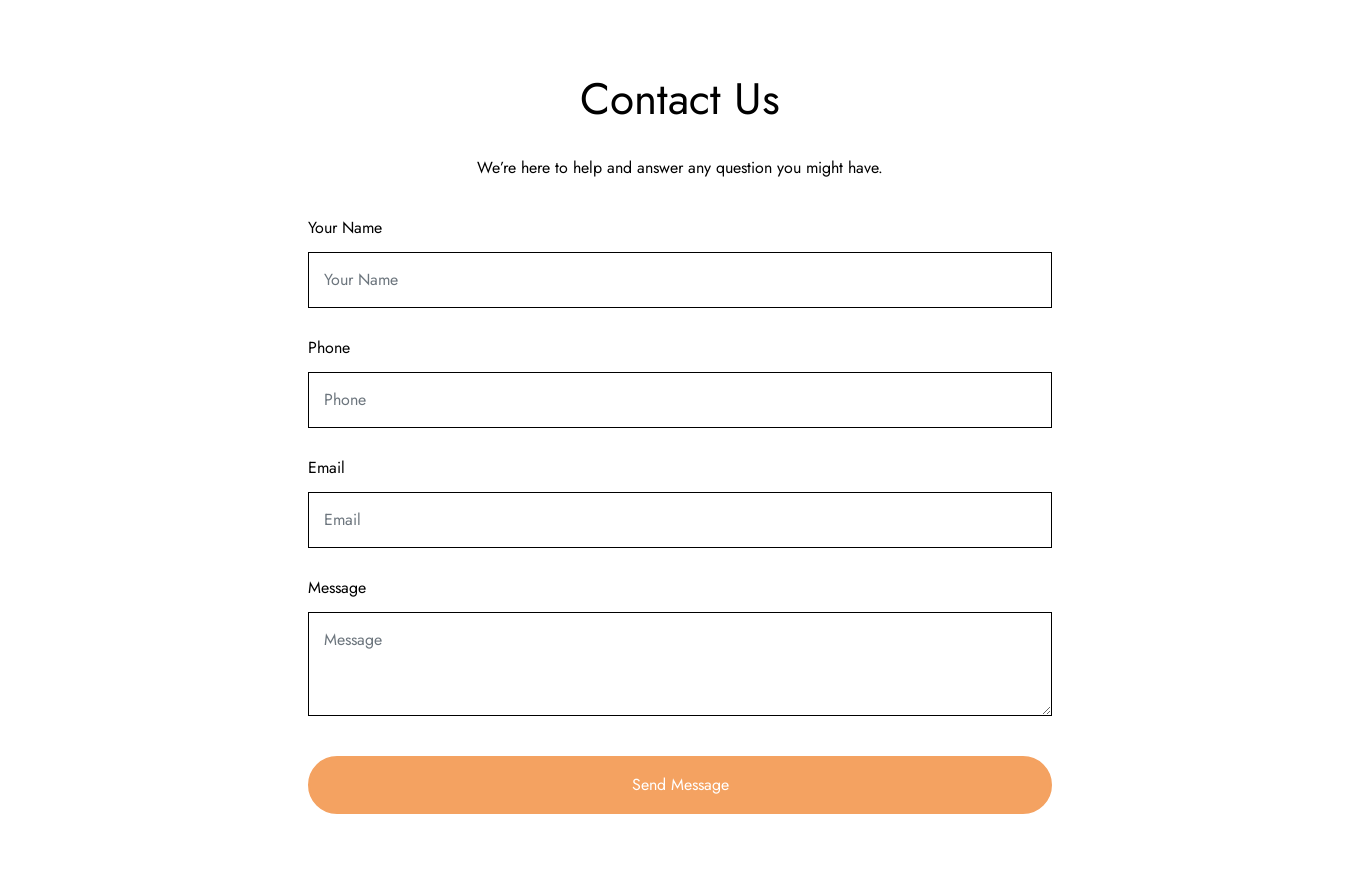 Contact Us
We're here to help and answer any question you might have.
Your Name
Your Name
Phone
Phone
Email
Email
Message
Message
Send Message